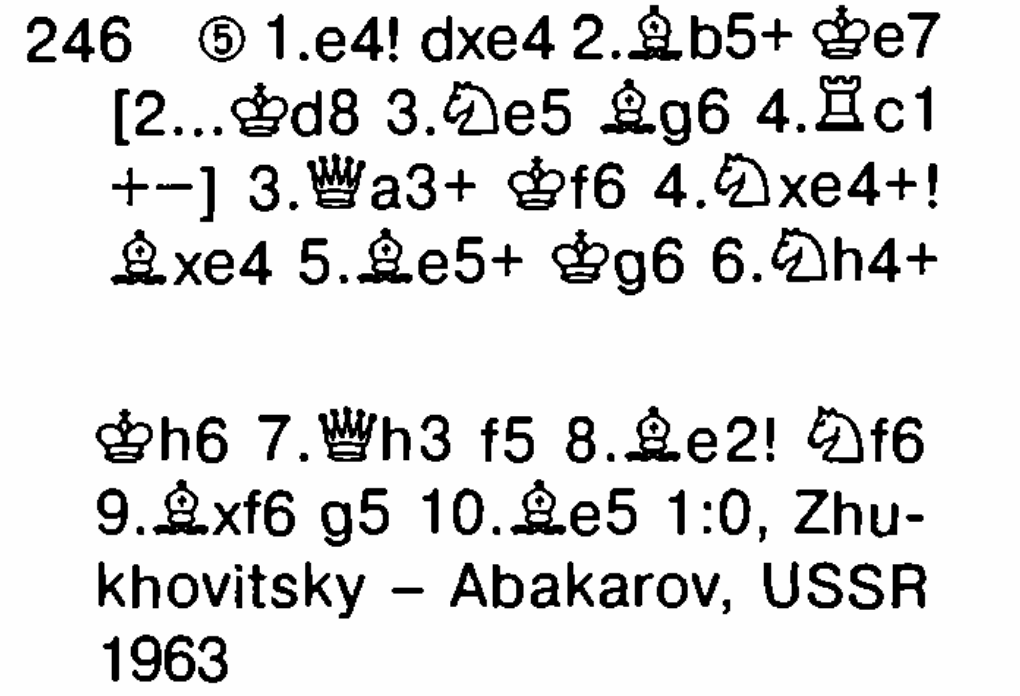 246 ⑤ 1.e4! dxe4 2.♗b5+ ♔e7
[2...♔d8 3.♘e5 ♗g6 4.♖c1
+−] 3.♕a3+ ♔f6 4.♘xe4+!
♗xe4 5.♗e5+ ♔g6 6.♘h4+
♔h6 7.♕h3 f5 8.♗e2! ♘f6
9.♗xf6 g5 10.♗e5 1:0, Zhu-
khovitsky – Abakarov, USSR
1963